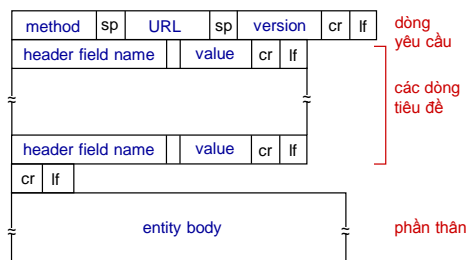 method sp URL sp version cr lf
dòng
yêu cầu
header field name value cr lf
các dòng
tiêu đề
header field name value cr lf
cr lf
entity body
phần thân